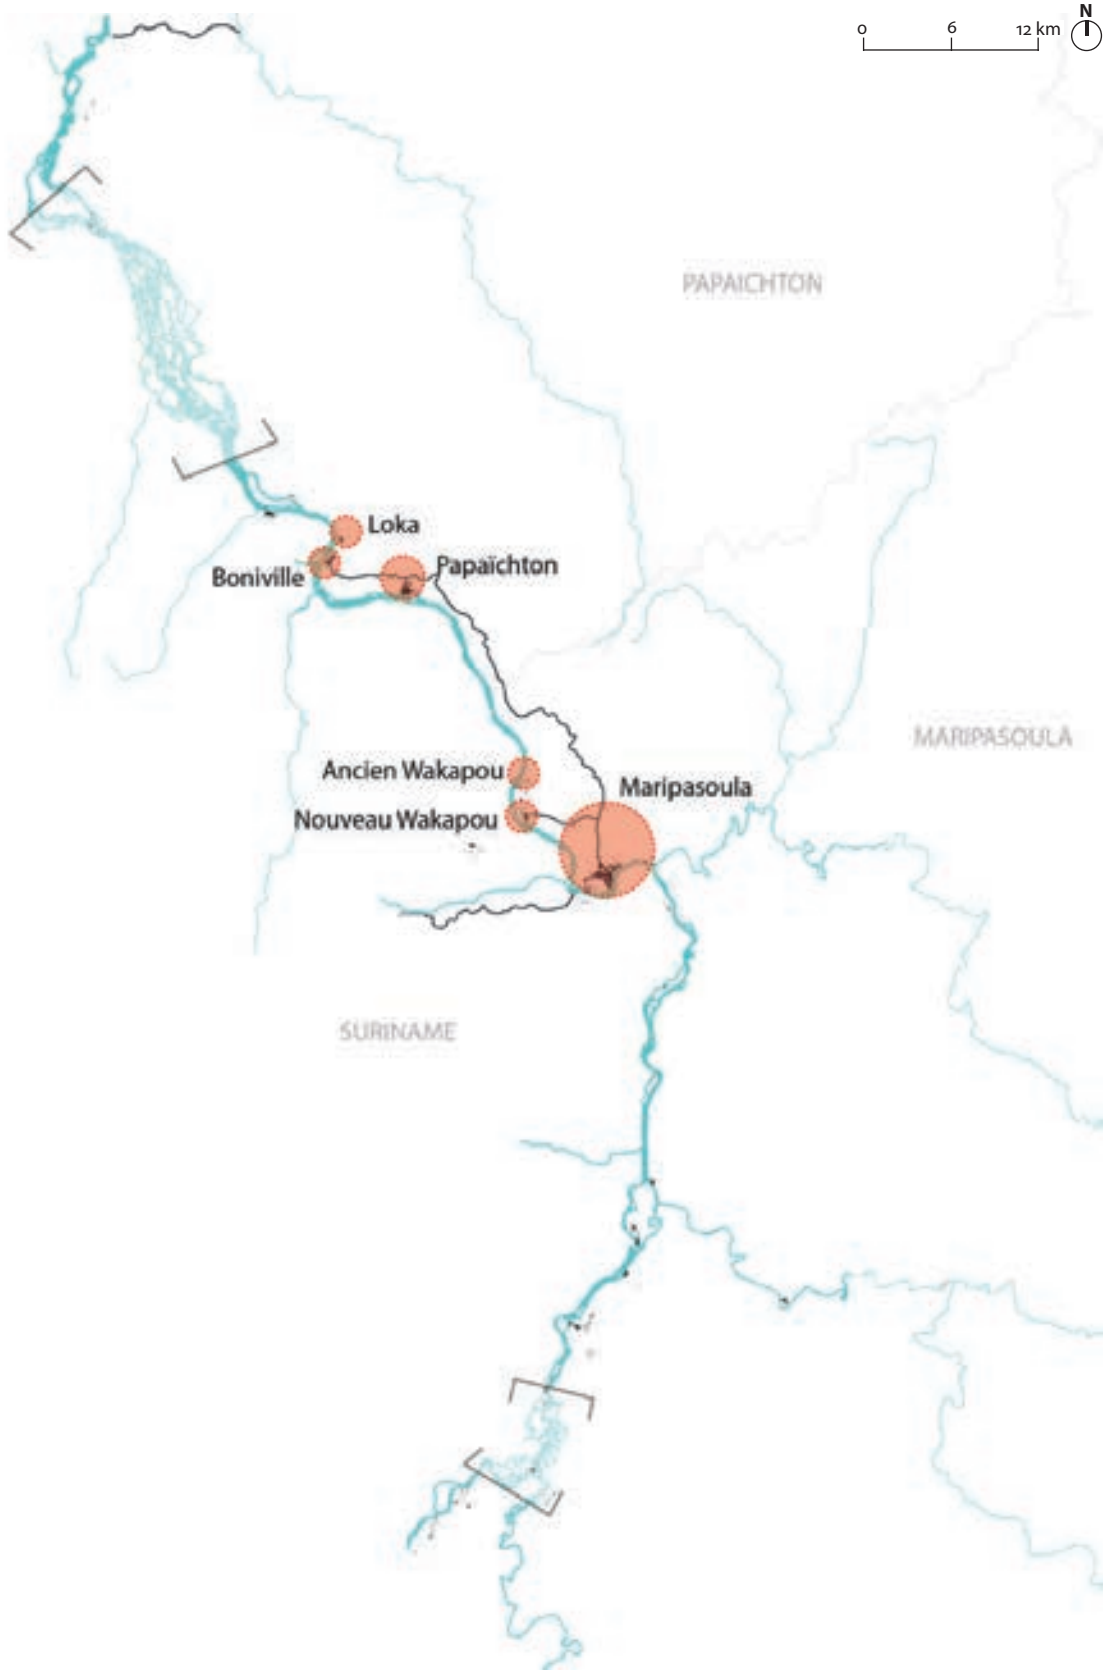 N
0 6 12 km
PAPAICHTON
Loka
Papaïchton
Boniville
MARIPASOULA
Ancien Wakapou
Maripasoula
Nouveau Wakapou
SURINAME